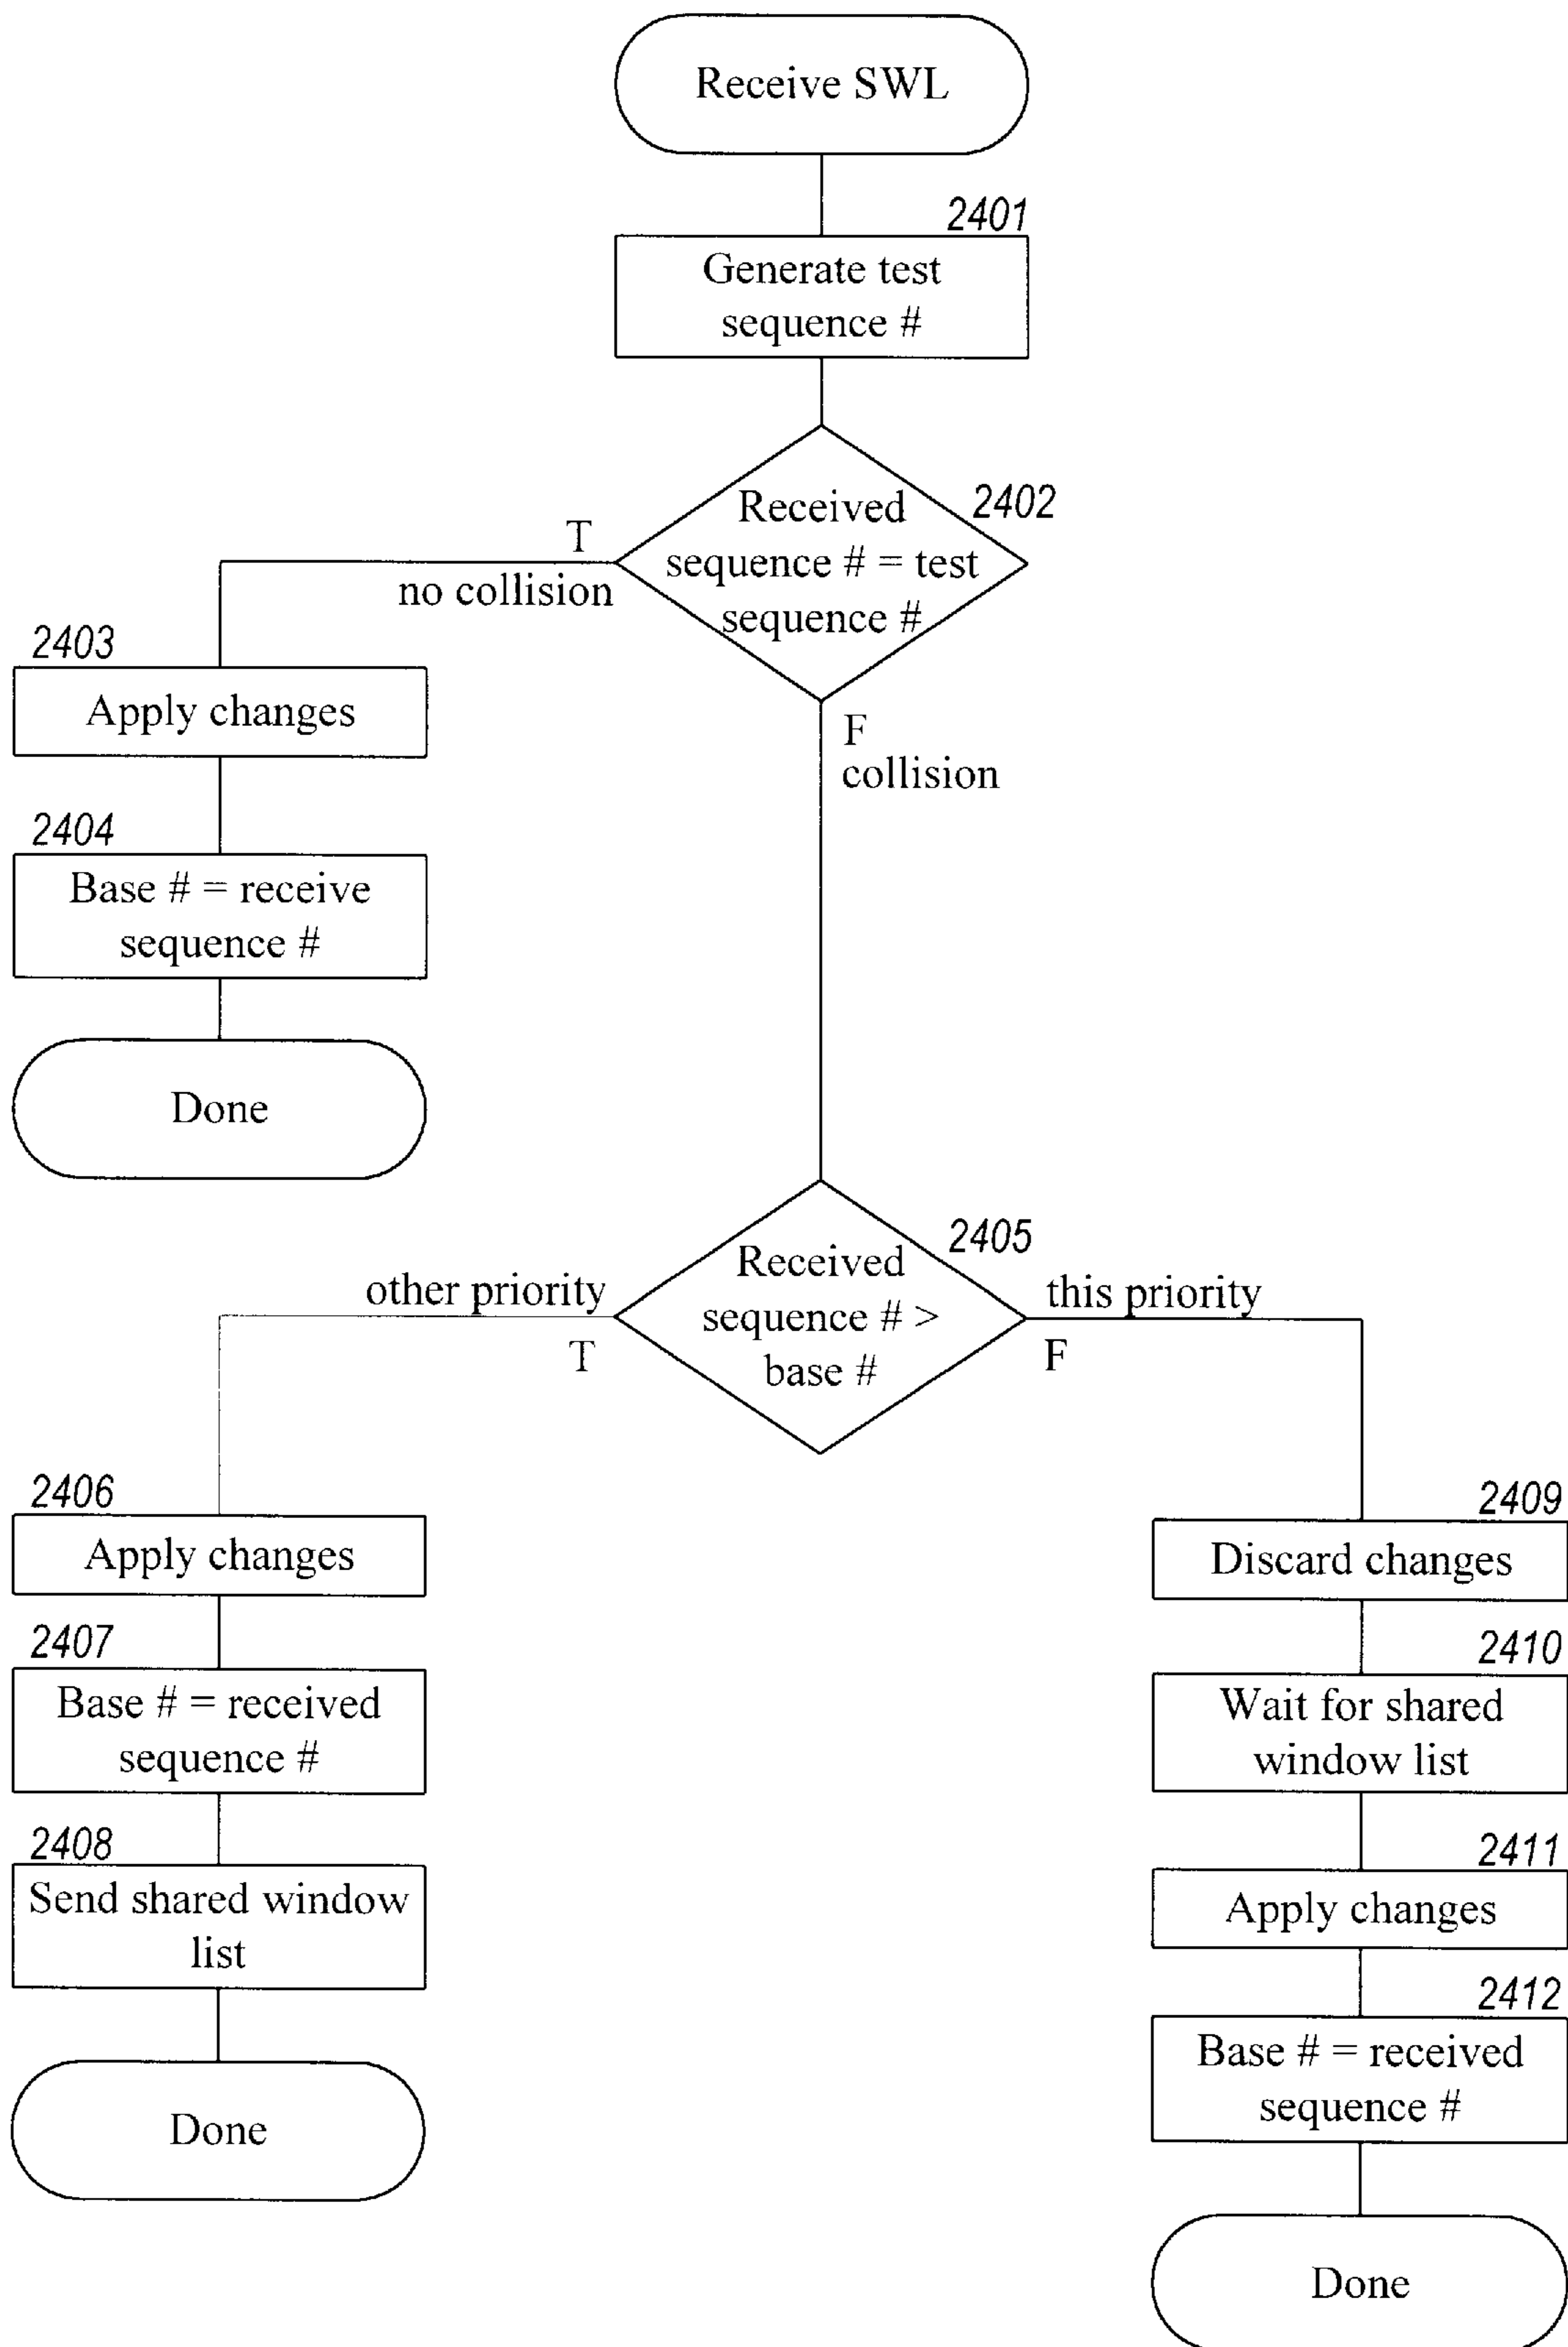 Receive SWL
2401
Generate test
sequence #
2402
Received
sequence # = test
sequence #
T
no collision
2403
Apply changes
2404
Base # = receive
sequence #
Done
F
collision
2405
Received
sequence # >
base #
other priority
T
this priority
F
2406
Apply changes
2407
Base # = received
sequence #
2408
Send shared window
list
Done
2409
Discard changes
2410
Wait for shared
window list
2411
Apply changes
2412
Base # = received
sequence #
Done